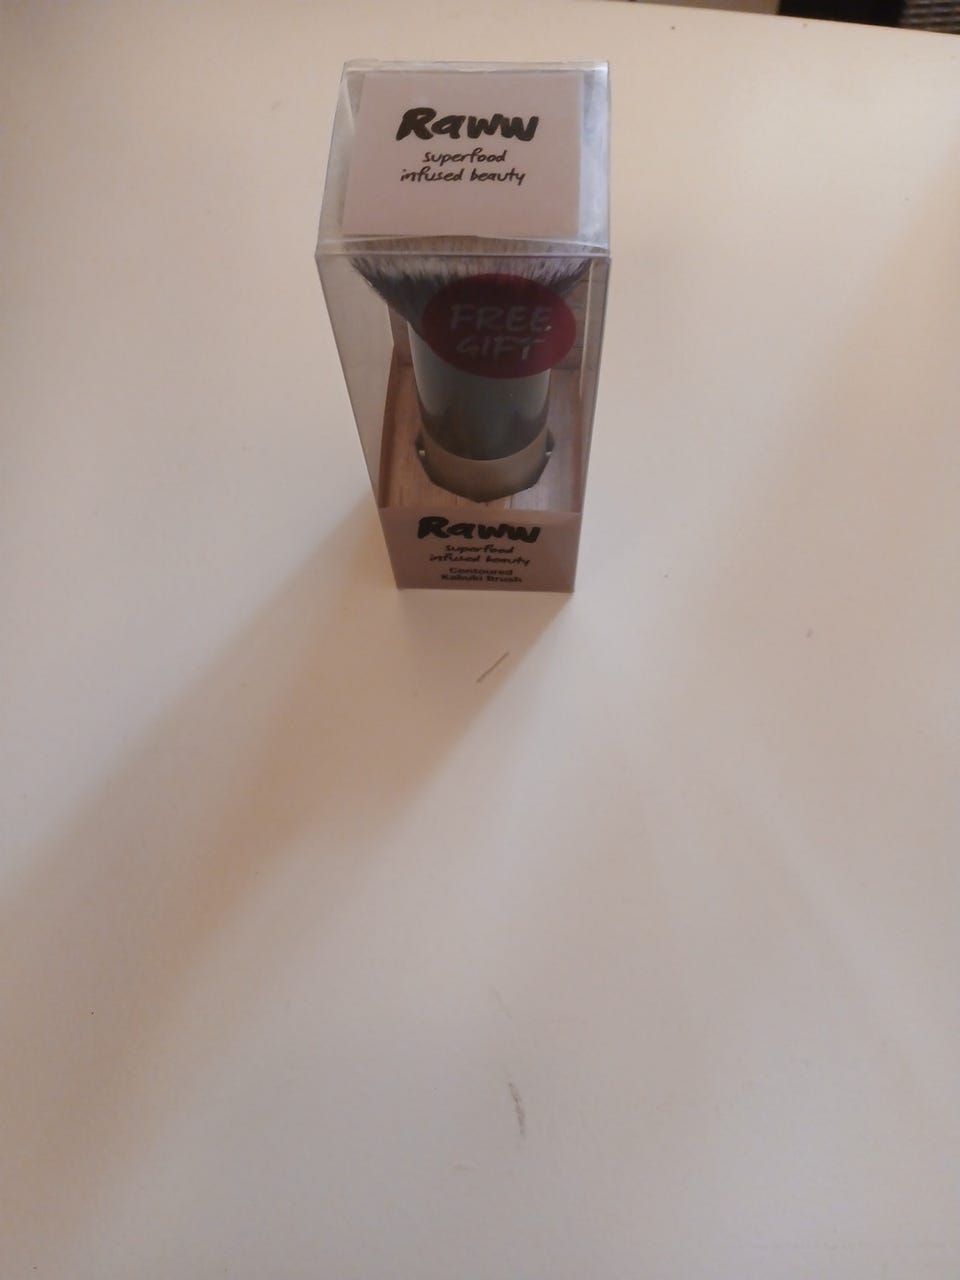 Raww
superfood
infused beauty
FREE
GIFT
Raww
superfood
infused beauty
Contoured
Kabuki Brush